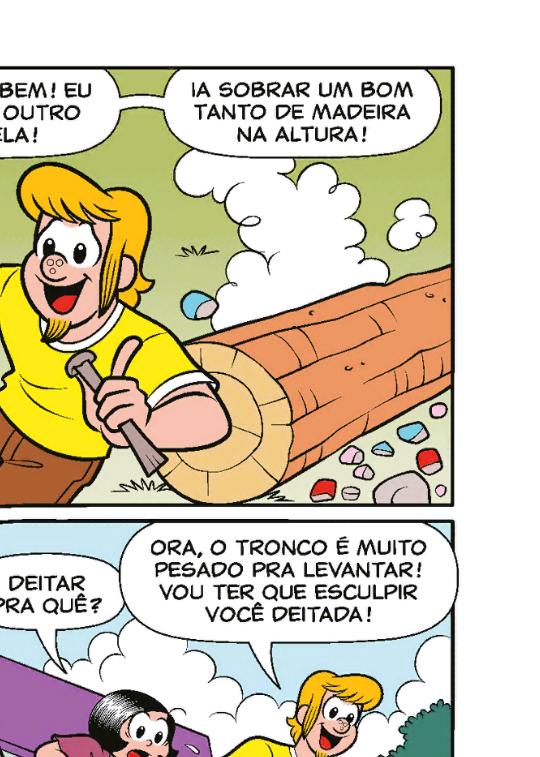 BEM! EU
OUTRO
ELA!
IA SOBRAR UM BOM
TANTO DE MADEIRA
NA ALTURA!
DEITAR
PRA QUÊ?
ORA, O TRONCO É MUITO
PESADO PRA LEVANTAR!
VOU TER QUE ESCULPIR
VOCÊ DEITADA!